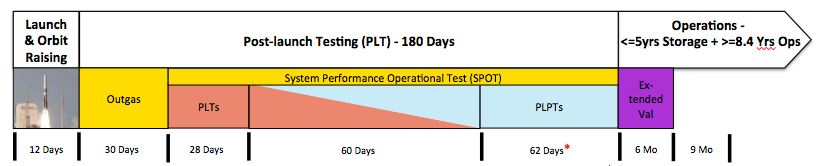 Launch
& Orbit
Raising
Post-launch Testing (PLT) - 180 Days
Operations -
<=5yrs Storage + >=8.4 Yrs Ops
System Performance Operational Test (SPOT)
Outgas
PLTs
PLPTs
Ex-
tended
Val
12 Days
30 Days
28 Days
60 Days
62 Days*
6 Mo
9 Mo